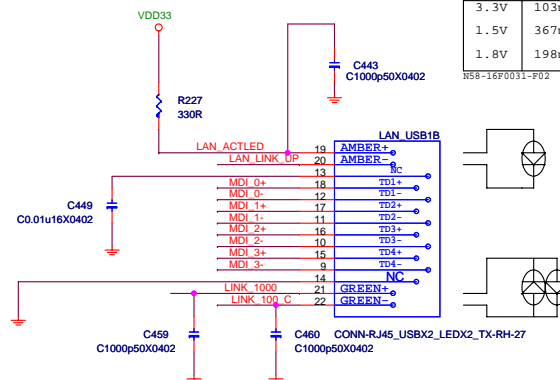 VDD33
3.3V 103
1.5V 367
1.8V 198
N58-16F0031-F02
C443
C1000p50X0402
R227
330R
LAN_USB1B
LAN_ACTLED 19 AMBER+
LAN_LINK_UP 20 AMBER-
13 NC
MDI_0+ 18 TD1+
MDI_0- 12 TD1-
MDI_1+ 17 TD2+
MDI_1- 11 TD2-
MDI_2+ 16 TD3+
MDI_2- 10 TD3-
MDI_3+ 15 TD4+
MDI_3- 9 TD4-
14 NC
LINK_1000 21 GREEN+
LINK_100_C 22 GREEN-
C449
C0.01u16X0402
C459
C1000p50X0402
C460
C1000p50X0402
CONN-RJ45_USBX2_LEDX2_TX-RH-27